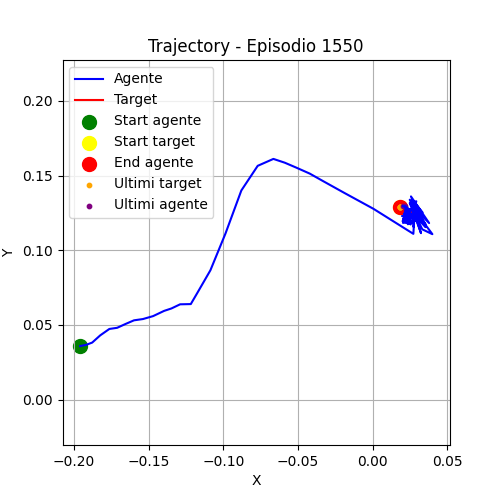 Trajectory - Episodio 1550
Agente
Target
Start agente
Start target
End agente
Ultimi target
Ultimi agente
0.20
0.15
0.10
0.05
0.00
Y
−0.20 −0.15 −0.10 −0.05 0.00 0.05
X